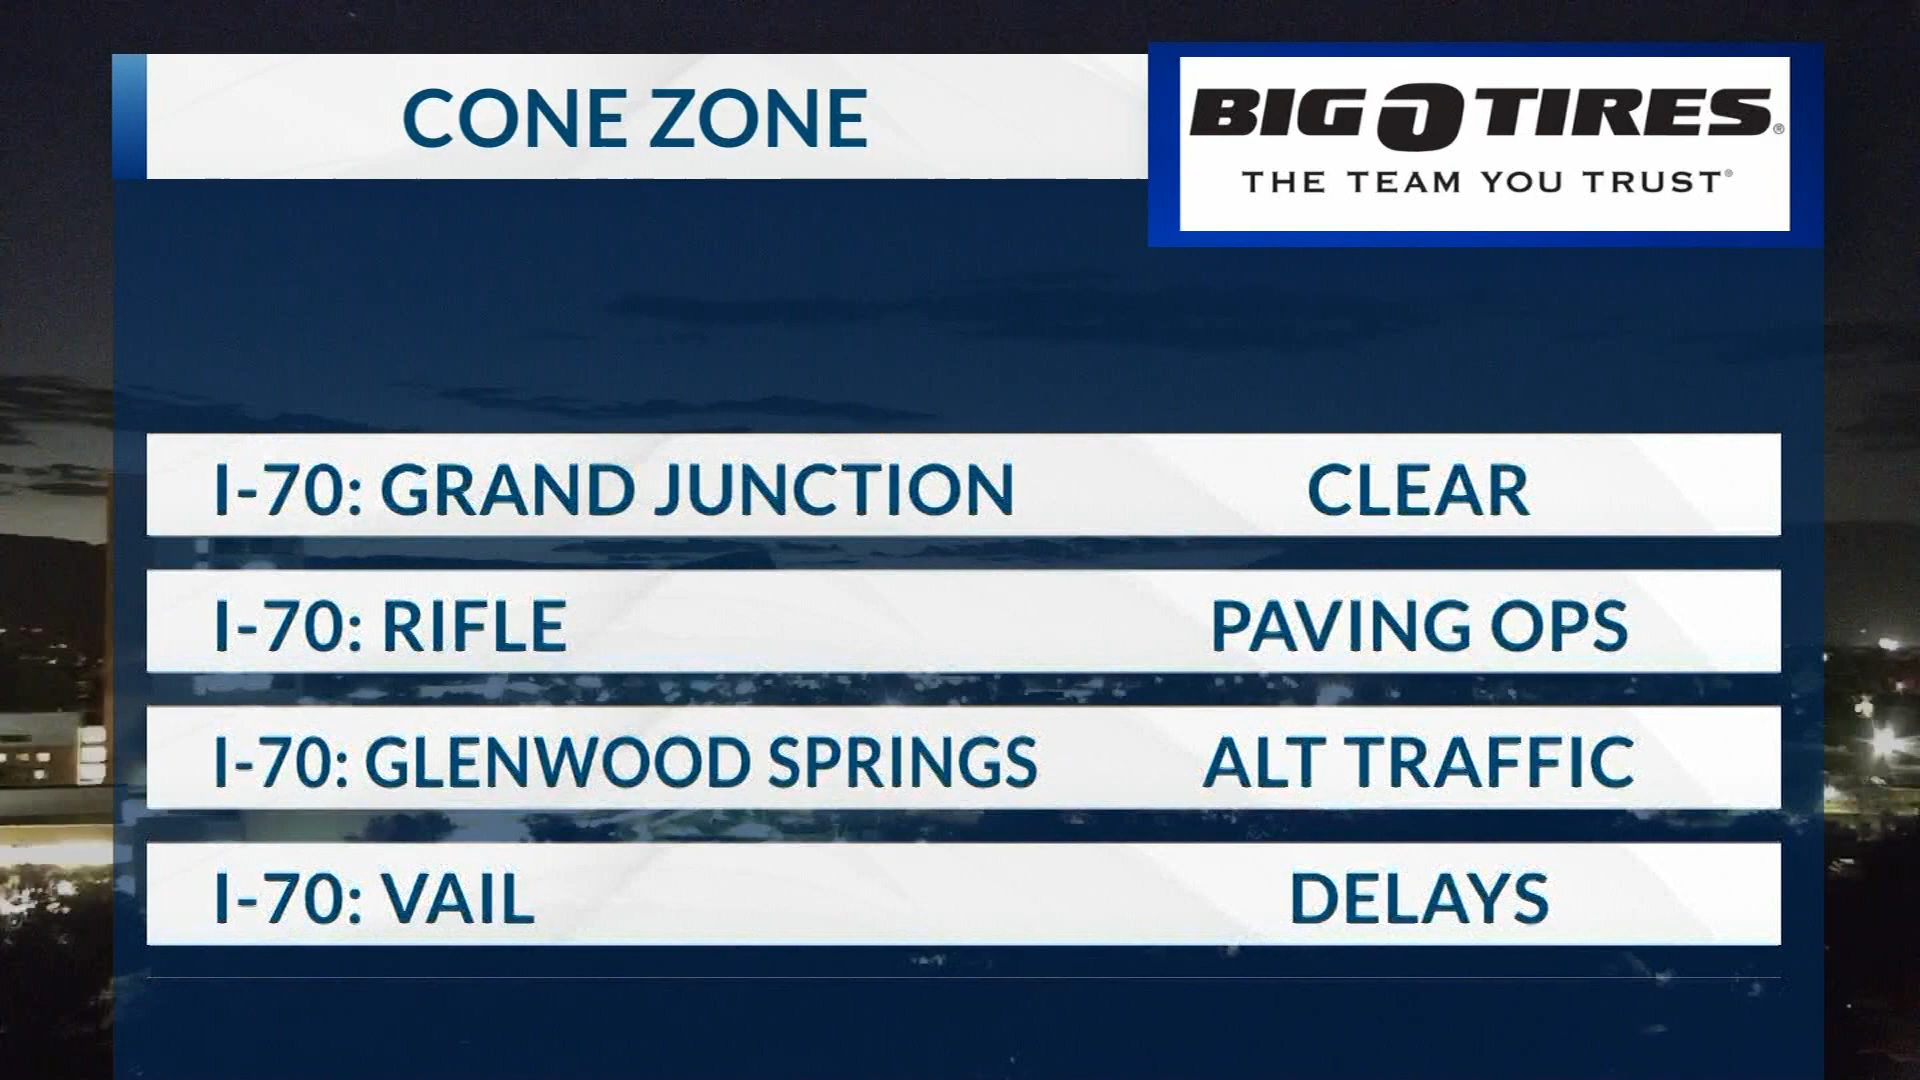 CONE ZONE
BIG O TIRES®
THE TEAM YOU TRUST®
I-70: GRAND JUNCTION CLEAR
I-70: RIFLE PAVING OPS
I-70: GLENWOOD SPRINGS ALT TRAFFIC
I-70: VAIL DELAYS